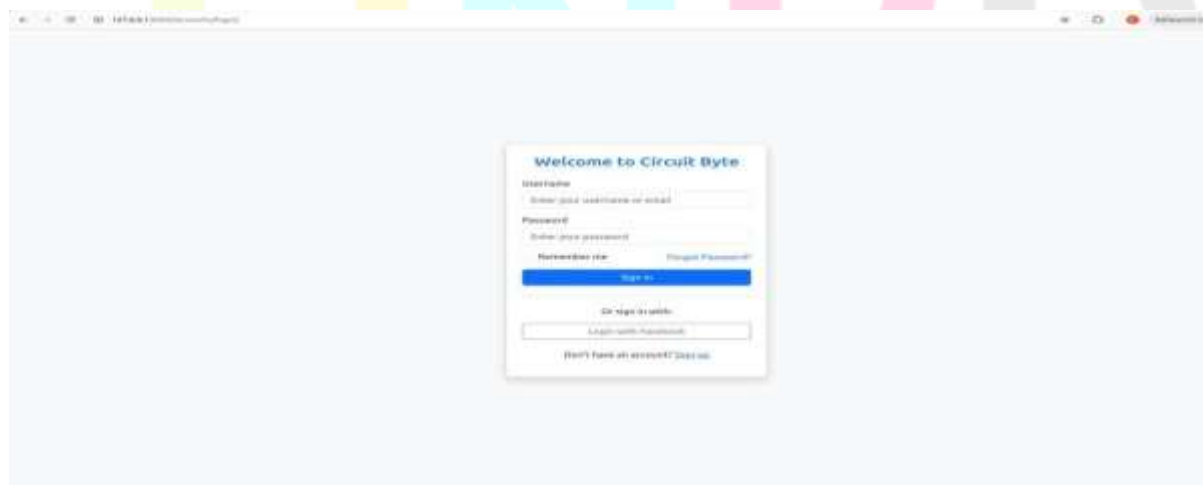 Welcome to Circuit Byte
Username
Enter your username or email
Password
Enter your password
Remember me
Forgot Password?
Sign In
Or sign in with:
Login with Facebook
Don't have an account? Sign up